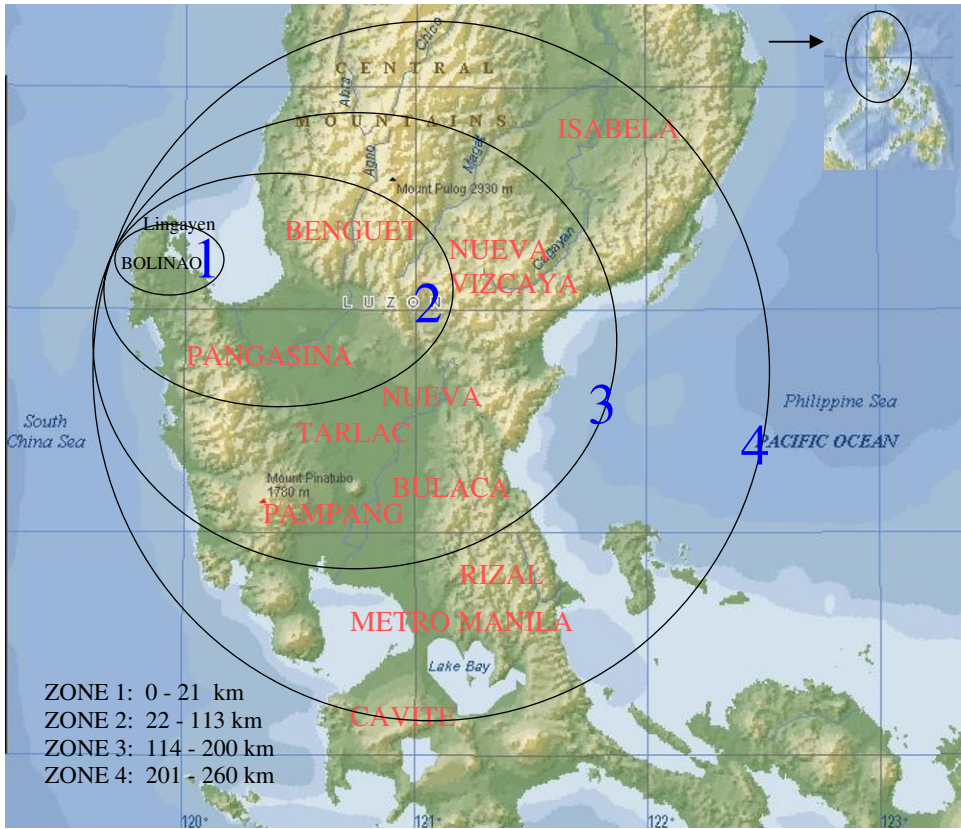 Chico
CENTRAL
Abra
MOUNTAINS
ISABELA
Agno
Magat
Mount Pulog 2930 m
Lingayen
BENGUET
1
BOLINAO
NUEVA
VIZCAYA
Cagayan
LUZON
2
PANGASINA
NUEVA
3
Philippine Sea
South
China Sea
TARLAC
4
PACIFIC OCEAN
Mount Pinatubo
1780 m
BULACA
PAMPANG
RIZAL
METRO MANILA
Lake Bay
CAVITE
ZONE 1: 0 - 21 km
ZONE 2: 22 - 113 km
ZONE 3: 114 - 200 km
ZONE 4: 201 - 260 km
120°
121°
122°
123°